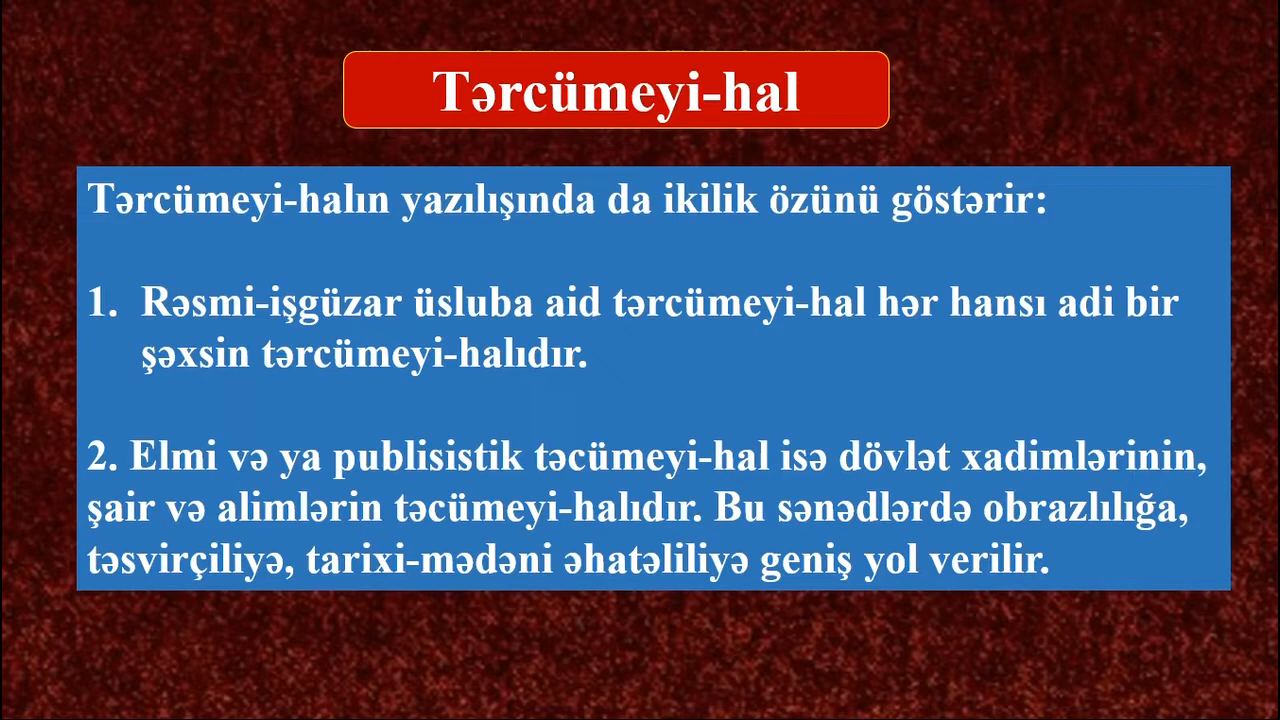 Tərcümeyi-hal
Tərcümeyi-halın yazılışında da ikilik özünü göstərir:
1. Rəsmi-işgüzar üsluba aid tərcümeyi-hal hər hansı adi bir
şəxsin tərcümeyi-halıdır.
2. Elmi və ya publisistik təcümeyi-hal isə dövlət xadimlərinin,
şair və alimlərin təcümeyi-halıdır. Bu sənədlərdə obrazlılığa,
təsvirçiliyə, tarixi-mədəni əhatəliliyə geniş yol verilir.